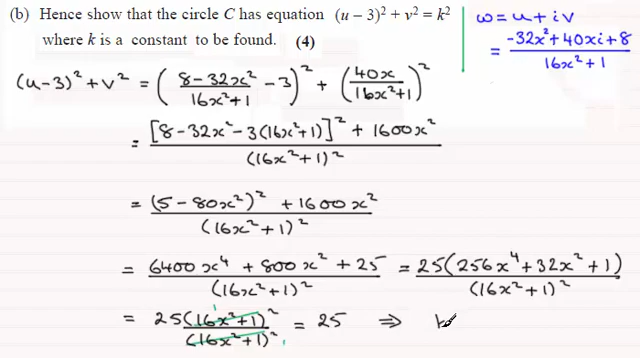 (b) Hence show that the circle C has equation (u – 3)² + v² = k²
where k is a constant to be found. (4)
w = u + iv
= (-32x² + 40xi + 8)/(16x² + 1)
(u-3)² + v² = ((8 - 32x²)/(16x² + 1) - 3)² + (40x/(16x² + 1))²
= ([8 - 32x² - 3(16x² + 1)]² + 1600x²)/(16x² + 1)²
= ((5 - 80x²)² + 1600x²)/(16x² + 1)²
= (6400x⁴ + 800x² + 25)/(16x² + 1)² = 25(256x⁴ + 32x² + 1)/(16x² + 1)²
= 25(16x² + 1)²/(16x² + 1)² = 25 ⇒ k